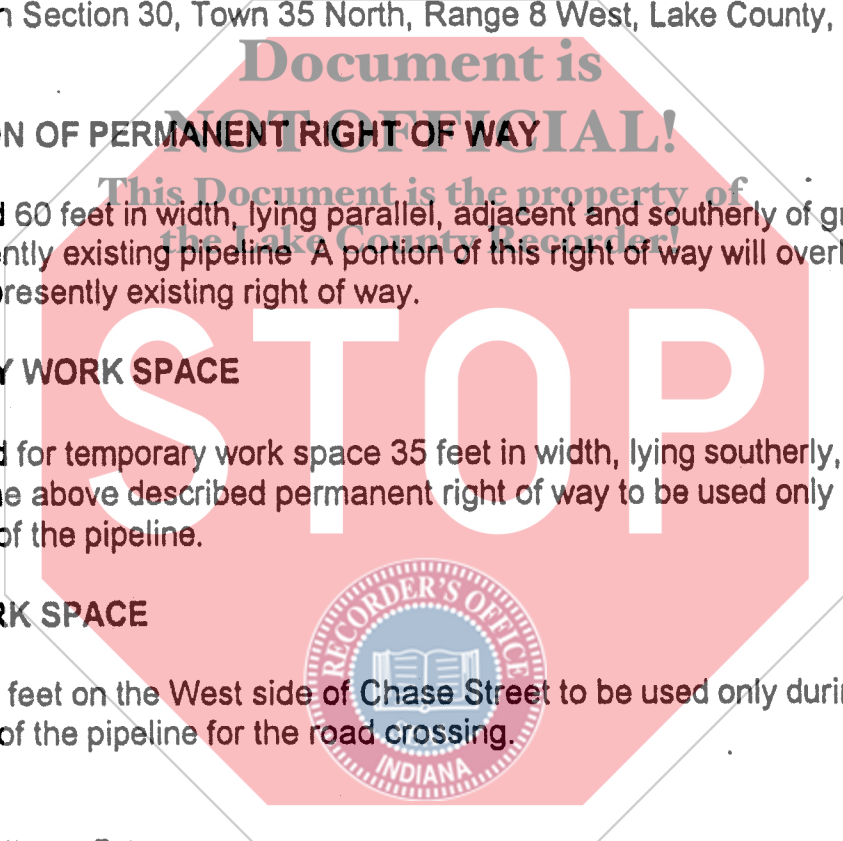 n Section 30, Town 35 North, Range 8 West, Lake County,
Document is
NOT OFFICIAL!
N OF PERMANENT RIGHT OF WAY
This Document is the property of
the Lake County Recorder!
60 feet in width, lying parallel, adjacent and southerly of gr
ntly existing pipeline A portion of this right of way will overl
resently existing right of way.
STOP
Y WORK SPACE
for temporary work space 35 feet in width, lying southerly,
e above described permanent right of way to be used only
of the pipeline.
RK SPACE
feet on the West side of Chase Street to be used only duri
of the pipeline for the road crossing.
RECORDER'S OFFICE
INDIANA